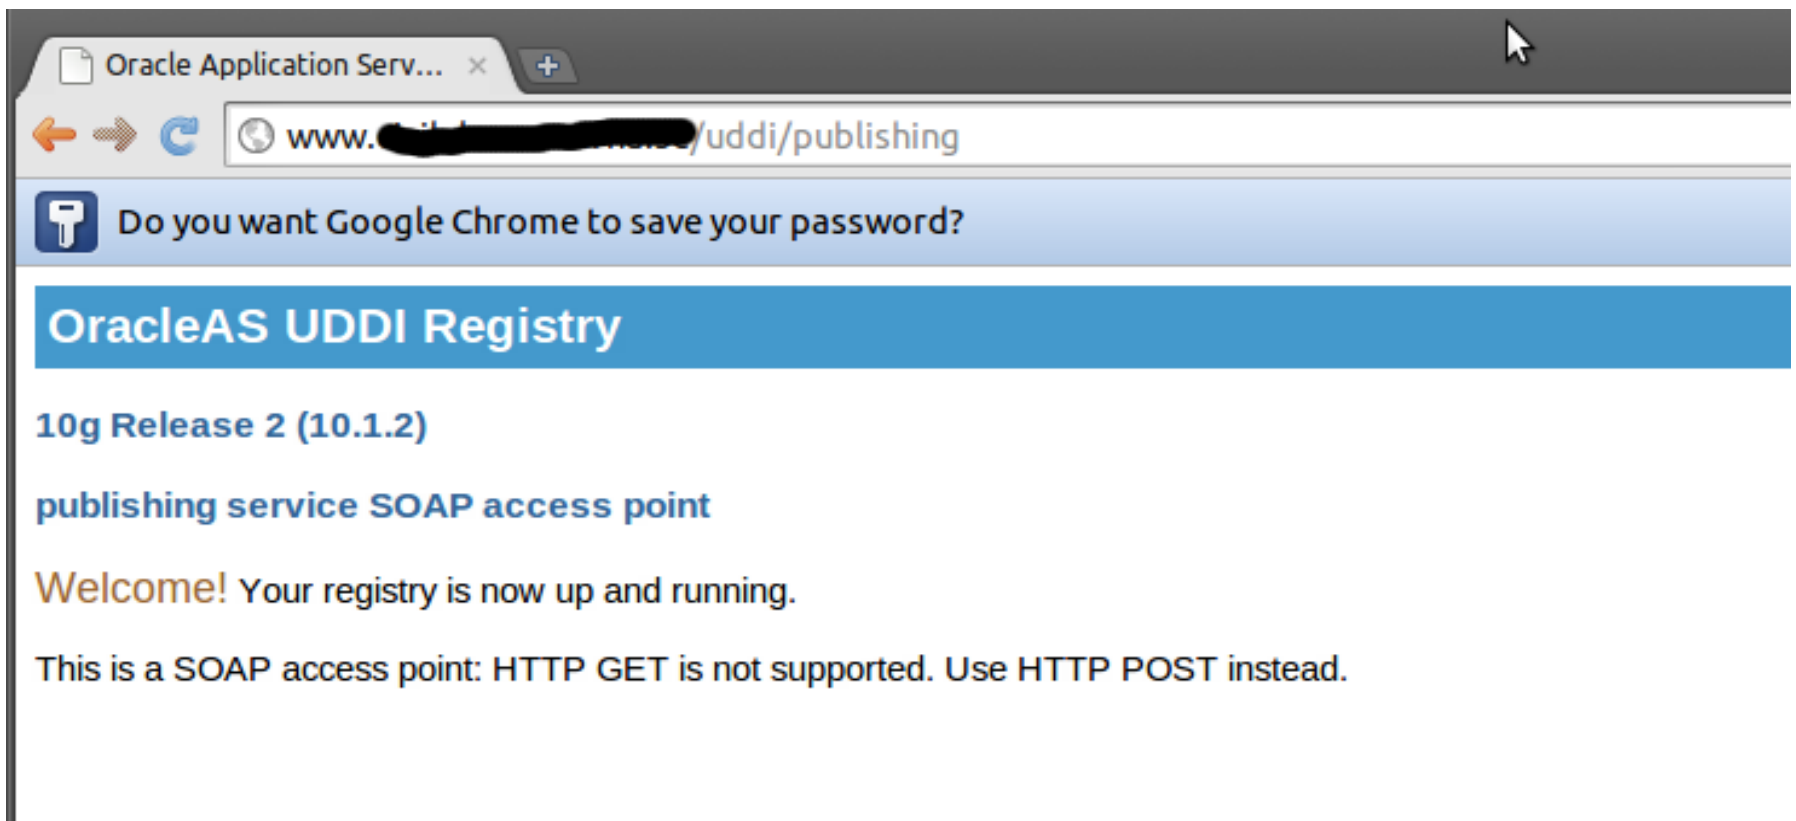 Oracle Application Serv...
www. /uddi/publishing
Do you want Google Chrome to save your password?
OracleAS UDDI Registry
10g Release 2 (10.1.2)
publishing service SOAP access point
Welcome! Your registry is now up and running.
This is a SOAP access point: HTTP GET is not supported. Use HTTP POST instead.